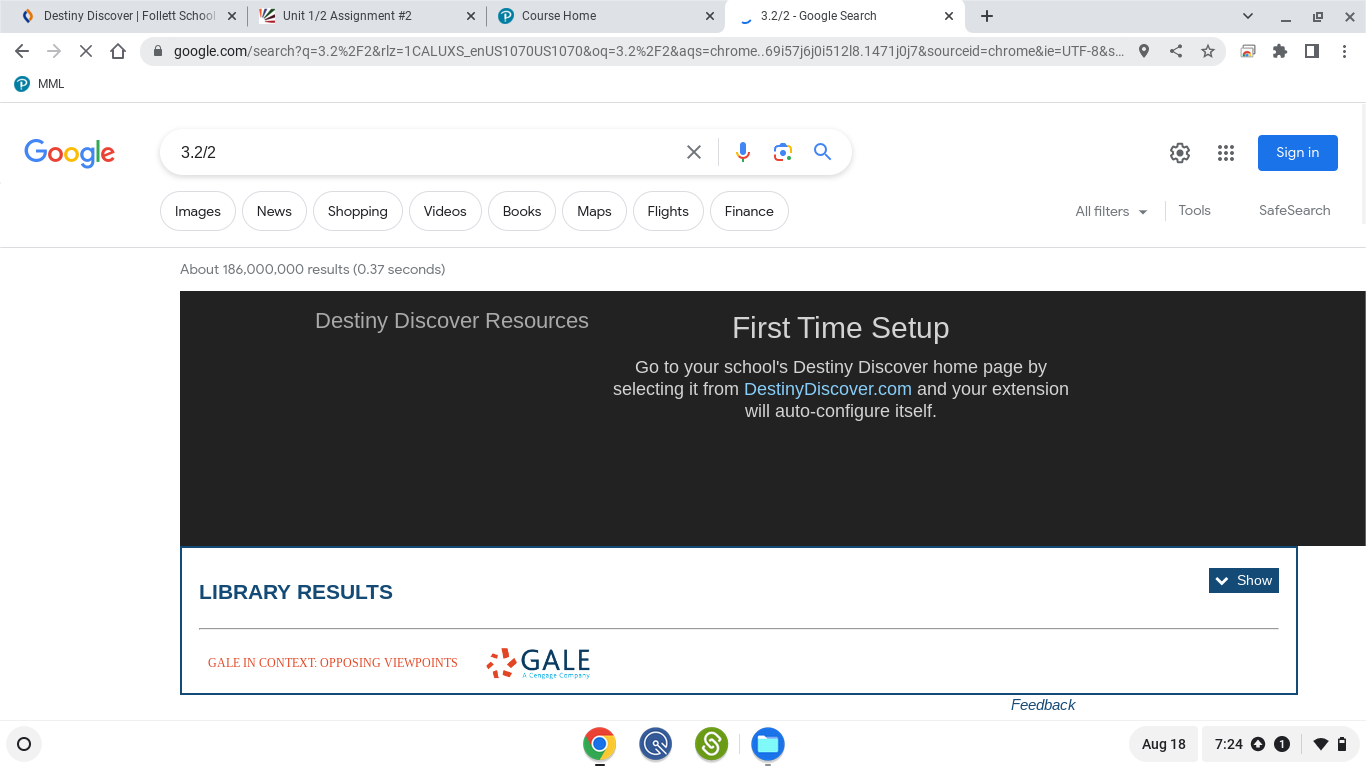 Destiny Discover | Follett School
Unit 1/2 Assignment #2
Course Home
3.2/2 - Google Search
google.com/search?q=3.2%2F2&rlz=1CALUXS_enUS1070US1070&oq=3.2%2F2&aqs=chrome..69i57j6j0i512l8.1471j0j7&sourceid=chrome&ie=UTF-8&s...
MML
Google
3.2/2
Sign in
Images
News
Shopping
Videos
Books
Maps
Flights
Finance
All filters
Tools
SafeSearch
About 186,000,000 results (0.37 seconds)
Destiny Discover Resources
First Time Setup
Go to your school's Destiny Discover home page by
selecting it from DestinyDiscover.com and your extension
will auto-configure itself.
LIBRARY RESULTS
Show
GALE IN CONTEXT: OPPOSING VIEWPOINTS
GALE
A Cengage Company
Feedback
Aug 18
7:24
1